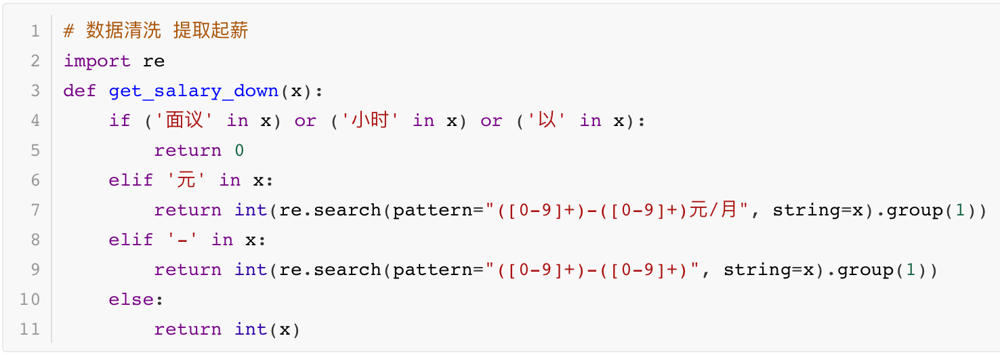 1 # 数据清洗 提取起薪
2 import re
3 def get_salary_down(x):
4     if ('面议' in x) or ('小时' in x) or ('以' in x):
5         return 0
6     elif '元' in x:
7         return int(re.search(pattern="([0-9]+)-([0-9]+)元/月", string=x).group(1))
8     elif '-' in x:
9         return int(re.search(pattern="([0-9]+)-([0-9]+)", string=x).group(1))
10     else:
11         return int(x)